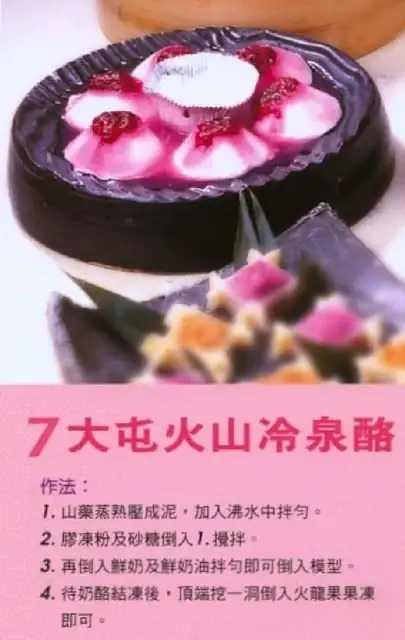 7大屯火山冷泉酪
作法：
1. 山藥蒸熟壓成泥，加入沸水中拌勻。
2. 膠凍粉及砂糖倒入1.攪拌。
3. 再倒入鮮奶及鮮奶油拌勻即可倒入模型。
4. 待奶酪結凍後，頂端挖一洞倒入火龍果果凍
即可。